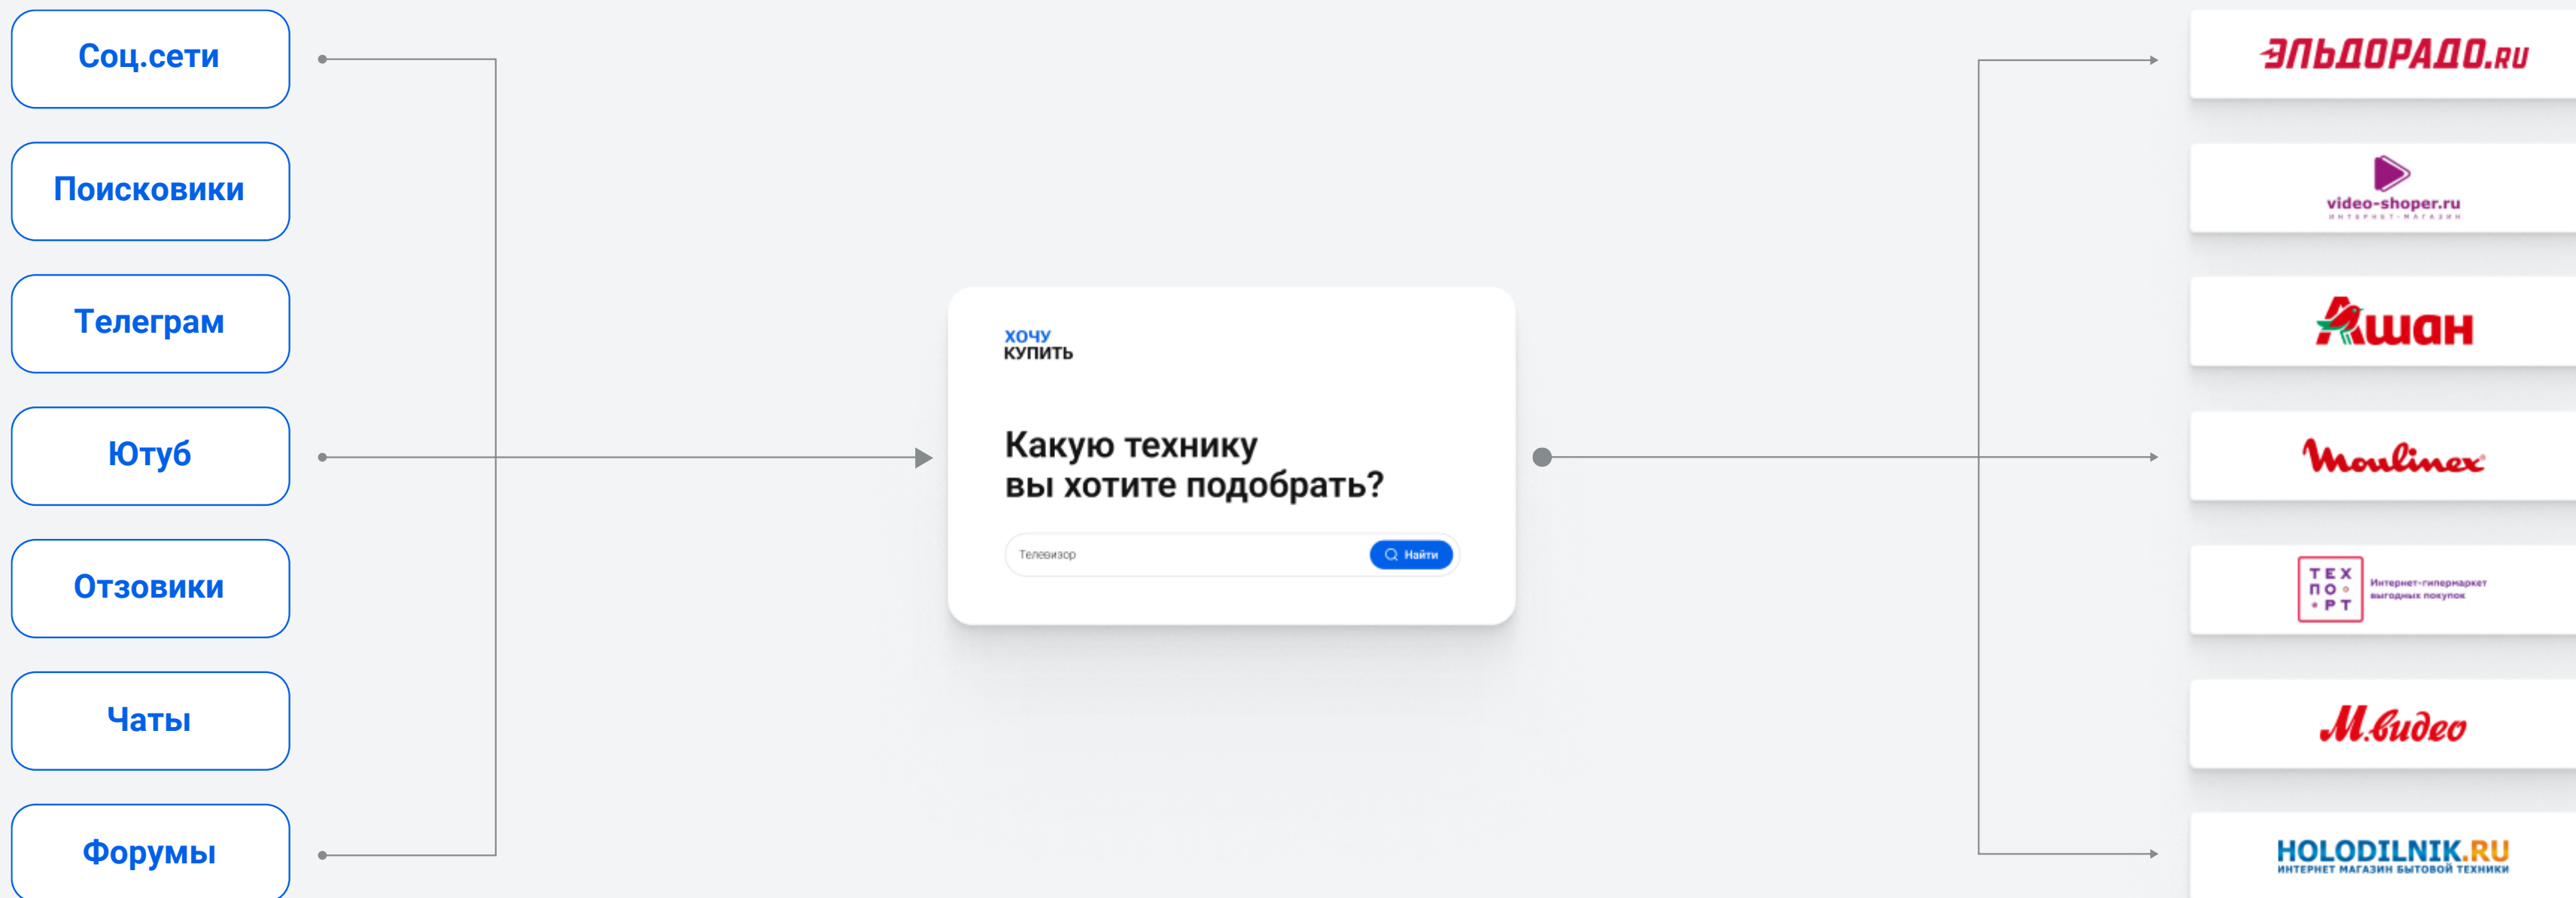 Соц.сети
Поисковики
Телеграм
Ютуб
Отзовики
Чаты
Форумы
ХОЧУ
КУПИТЬ
Какую технику
вы хотите подобрать?
Телевизор
Найти
ЭЛЬДОРАДО.RU
video-shoper.ru
ИНТЕРНЕТ-МАГАЗИН
Ашан
Moulinex
ТЕХ
ПО
РТ
Интернет-гипермаркет
выгодных покупок
М.видео
HOLODILNIK.RU
ИНТЕРНЕТ МАГАЗИН БЫТОВОЙ ТЕХНИКИ